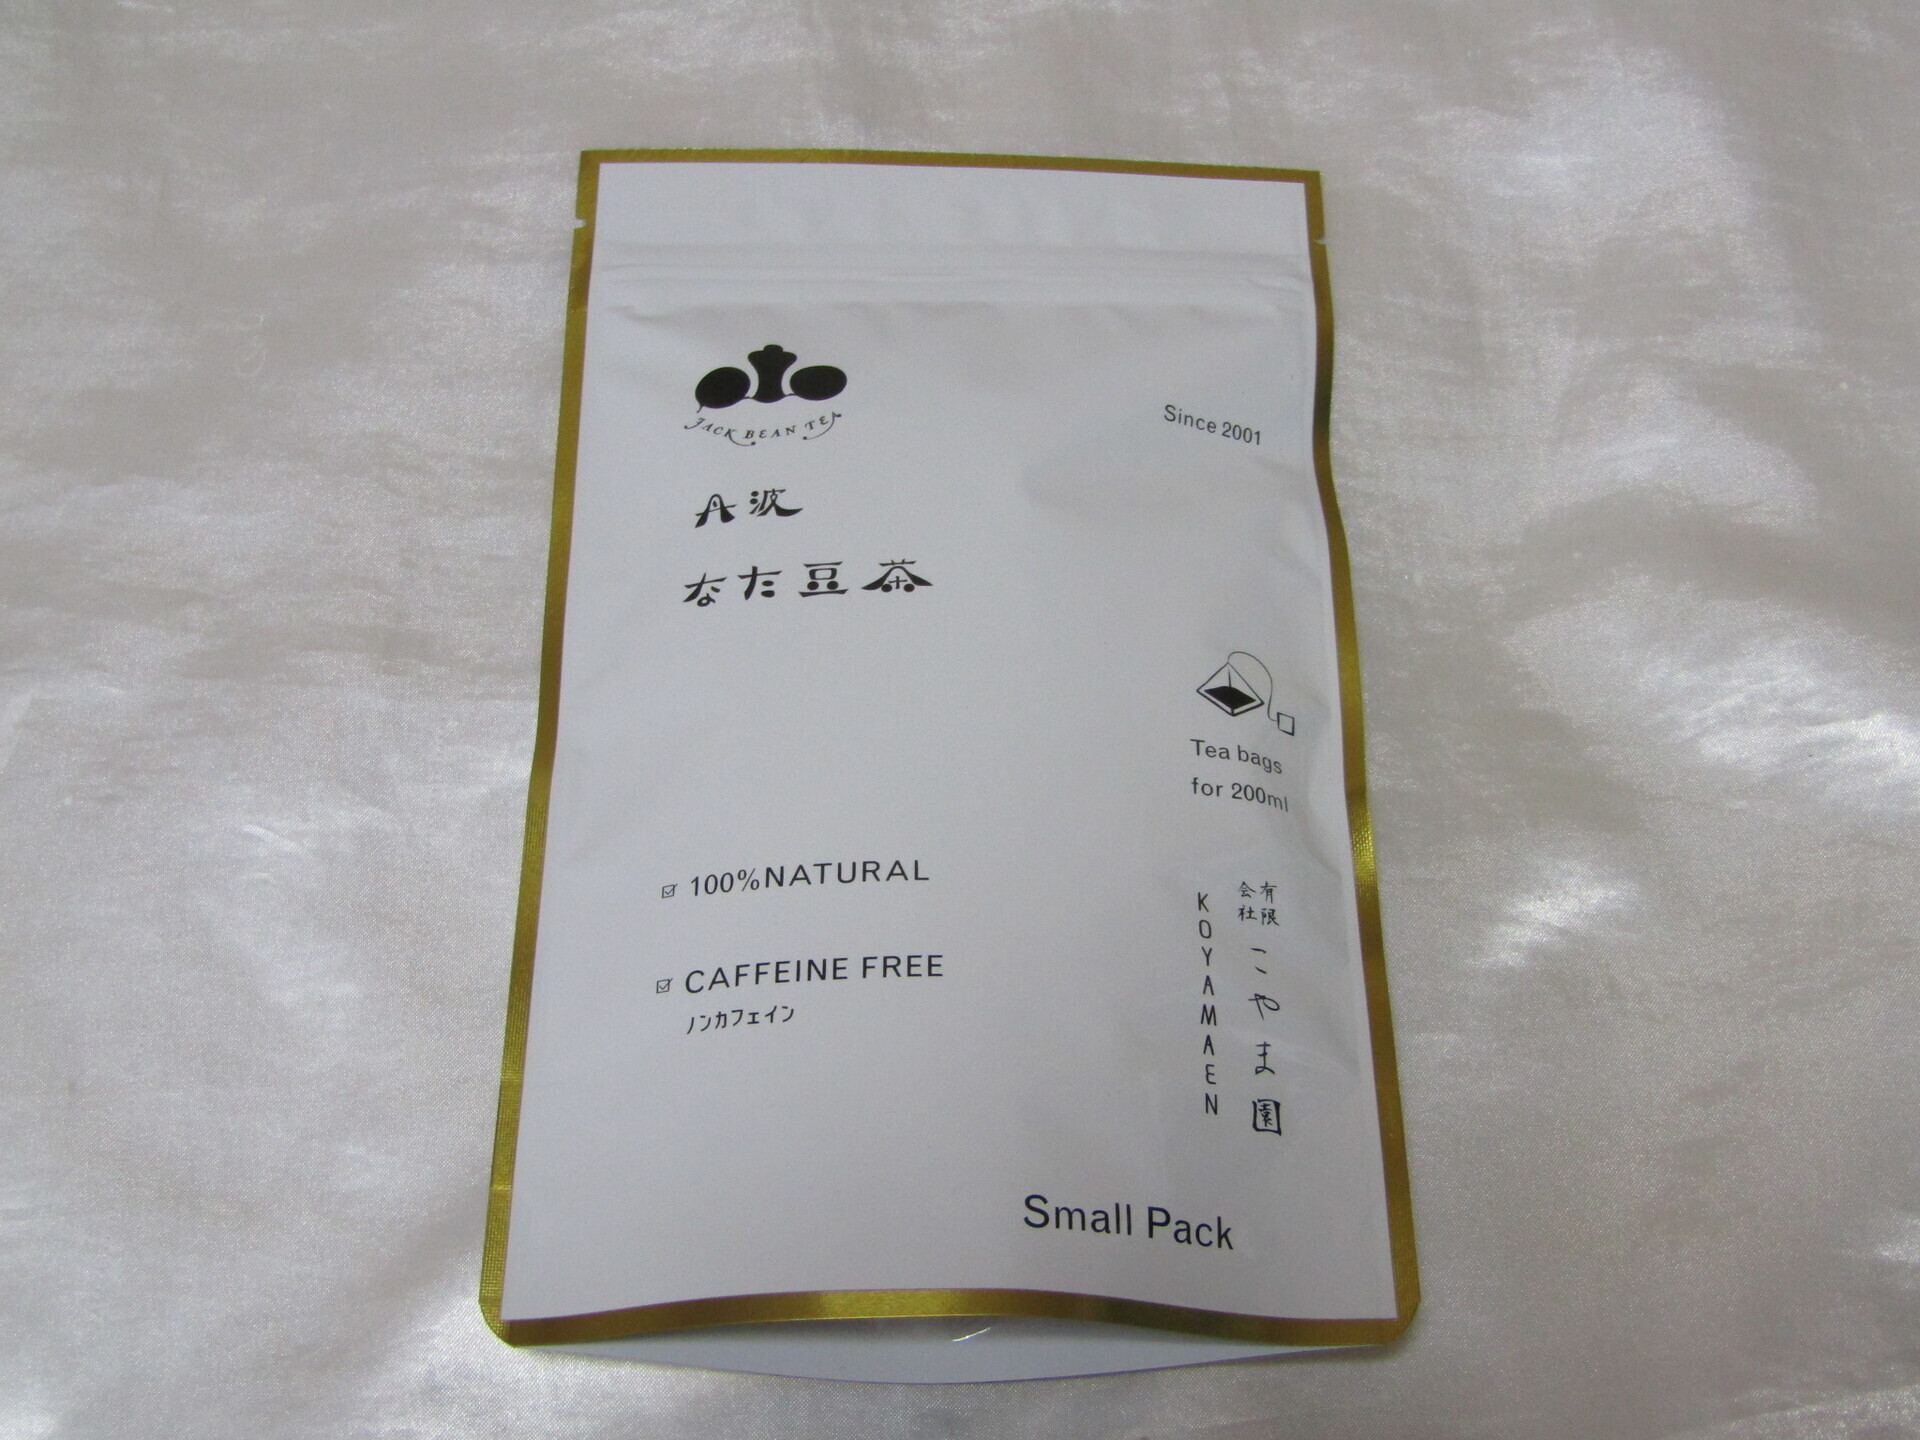 JACK BEAN TEA
Since 2001
丹波
なた豆茶
Tea bags
for 200ml
100%NATURAL
CAFFEINE FREE
ノンカフェイン
有限会社こやま園
KOYAMAEN
Small Pack